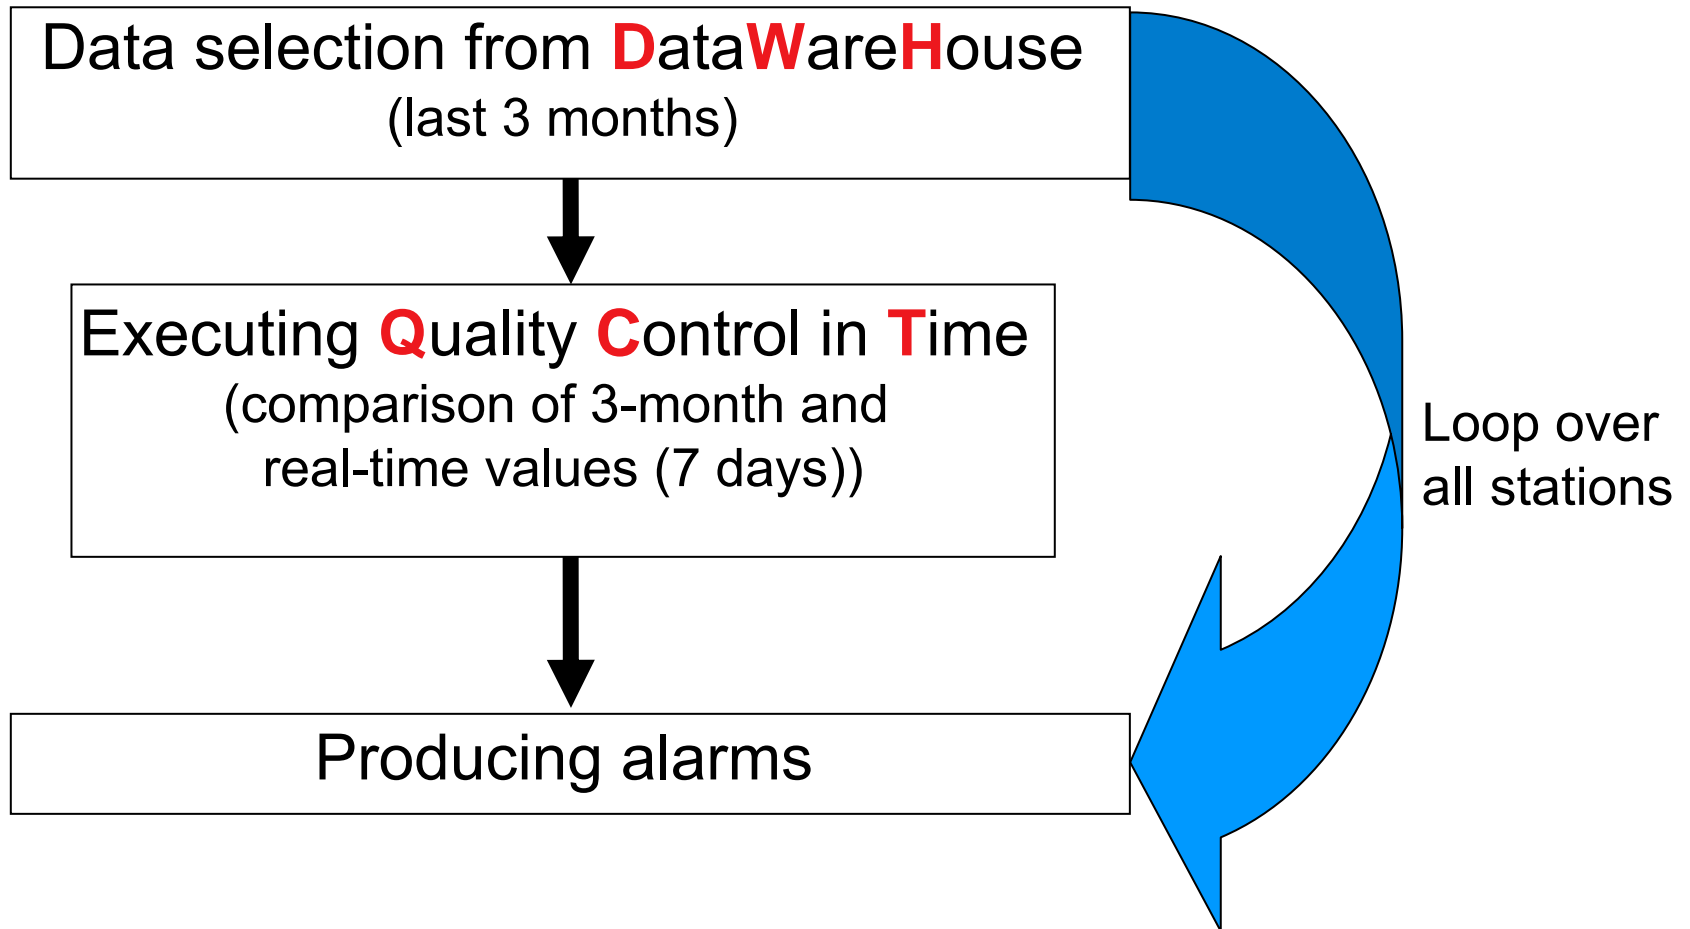 Data selection from DataWareHouse
(last 3 months)
Executing Quality Control in Time
(comparison of 3-month and
real-time values (7 days))
Loop over
all stations
Producing alarms